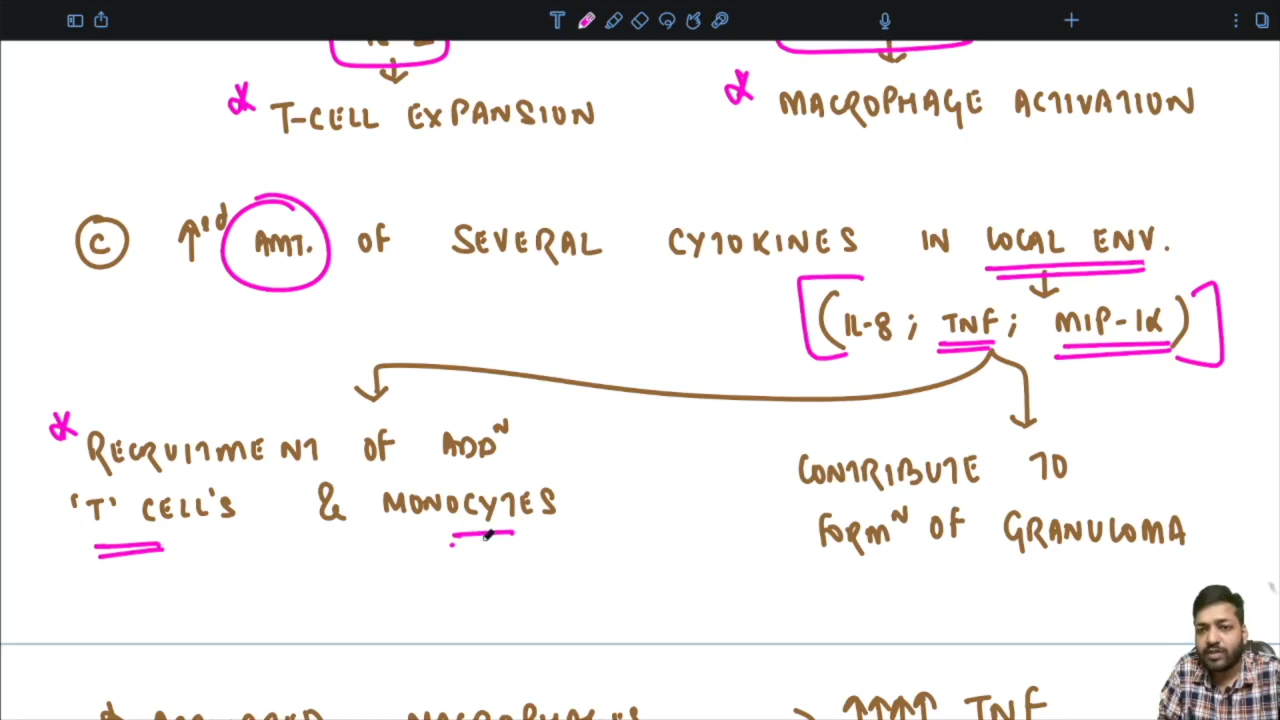 T-CELL EXPANSION
MACROPHAGE ACTIVATION
C ↑ed AMT. OF SEVERAL CYTOKINES IN LOCAL ENV.
(IL-8; TNF; MIP-1α)
RECRUITMENT OF ADDN
'T' CELL'S & MONOCYTES
CONTRIBUTE TO
FORMN OF GRANULOMA
↑↑↑↑ TNF